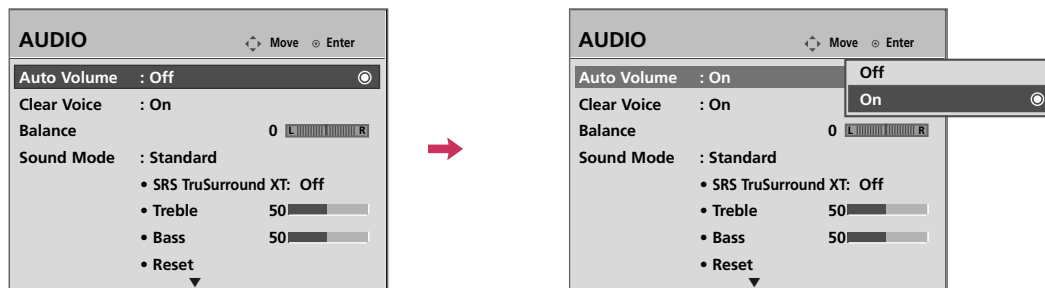 AUDIO Move Enter
Auto Volume : Off
Clear Voice : On
Balance 0 L R
Sound Mode : Standard
• SRS TruSurround XT: Off
• Treble 50
• Bass 50
• Reset
AUDIO Move Enter
Auto Volume : On
Clear Voice : On
Balance 0 L R
Sound Mode : Standard
• SRS TruSurround XT: Off
• Treble 50
• Bass 50
• Reset
Off
On